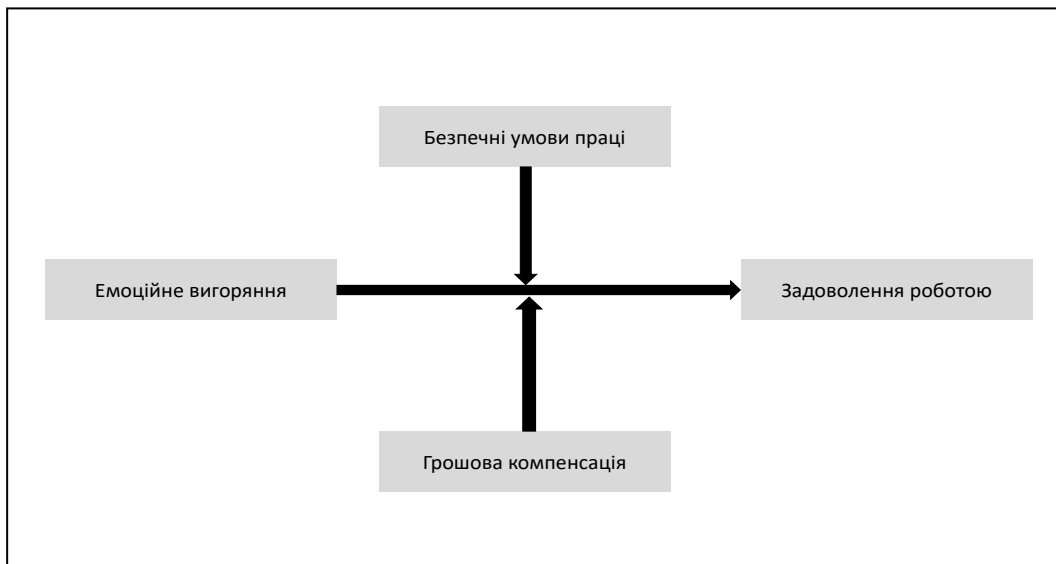 Безпечні умови праці
Емоційне вигоряння
Задоволення роботою
Грошова компенсація